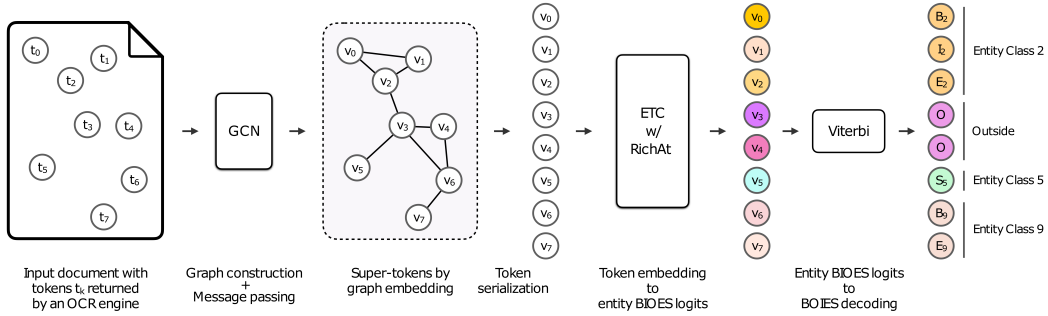 t0
t1
t2
t3
t4
t5
t6
t7
Input document with
tokens tk returned
by an OCR engine
GCN
Graph construction
+
Message passing
v0
v1
v2
v3
v4
v5
v6
v7
Super-tokens by
graph embedding
v0
v1
v2
v3
v4
v5
v6
v7
Token
serialization
ETC
w/
RichAt
Token embedding
to
entity BIOES logits
v0
v1
v2
v3
v4
v5
v6
v7
Viterbi
Entity BIOES logits
to
BOIES decoding
B2
I2
E2
O
O
S5
B9
E9
Entity Class 2
Outside
Entity Class 5
Entity Class 9